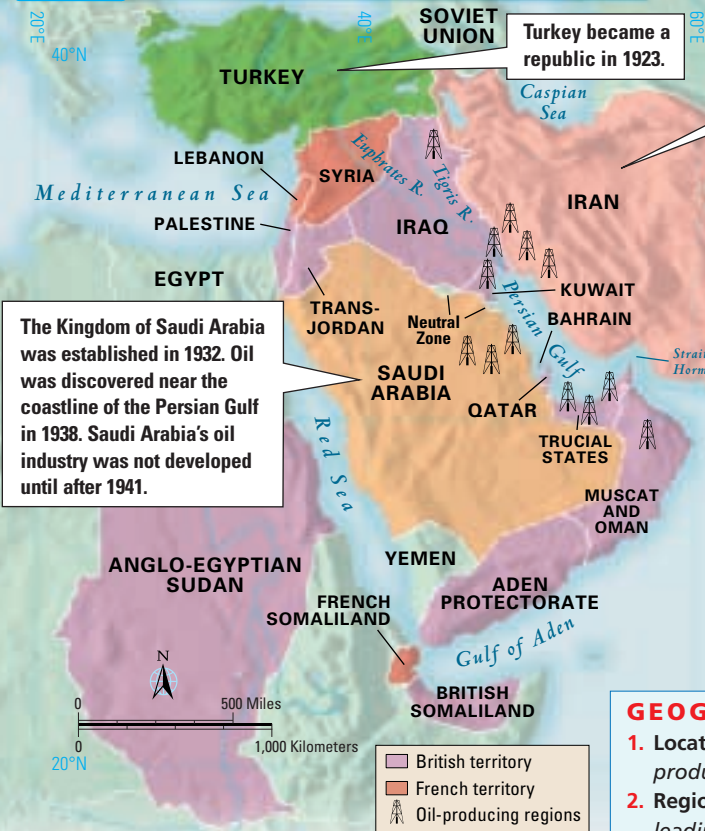 20°E
40°E
60°E
40°N
SOVIET
UNION
Turkey became a
republic in 1923.
TURKEY
Caspian
Sea
LEBANON
SYRIA
Euphrates R.
Tigris R.
Mediterranean Sea
IRAN
PALESTINE
IRAQ
EGYPT
KUWAIT
TRANS-
JORDAN
Neutral
Zone
Persian Gulf
BAHRAIN
The Kingdom of Saudi Arabia
was established in 1932. Oil
was discovered near the
coastline of the Persian Gulf
in 1938. Saudi Arabia's oil
industry was not developed
until after 1941.
SAUDI
ARABIA
Strai
Horm
QATAR
TRUCIAL
STATES
Red Sea
MUSCAT
AND
OMAN
ANGLO-EGYPTIAN
SUDAN
YEMEN
ADEN
PROTECTORATE
FRENCH
SOMALILAND
Gulf of Aden
N
BRITISH
SOMALILAND
0 500 Miles
0 1,000 Kilometers
20°N
British territory
French territory
Oil-producing regions
GEOG
1. Locat
produ
2. Regio
leadin